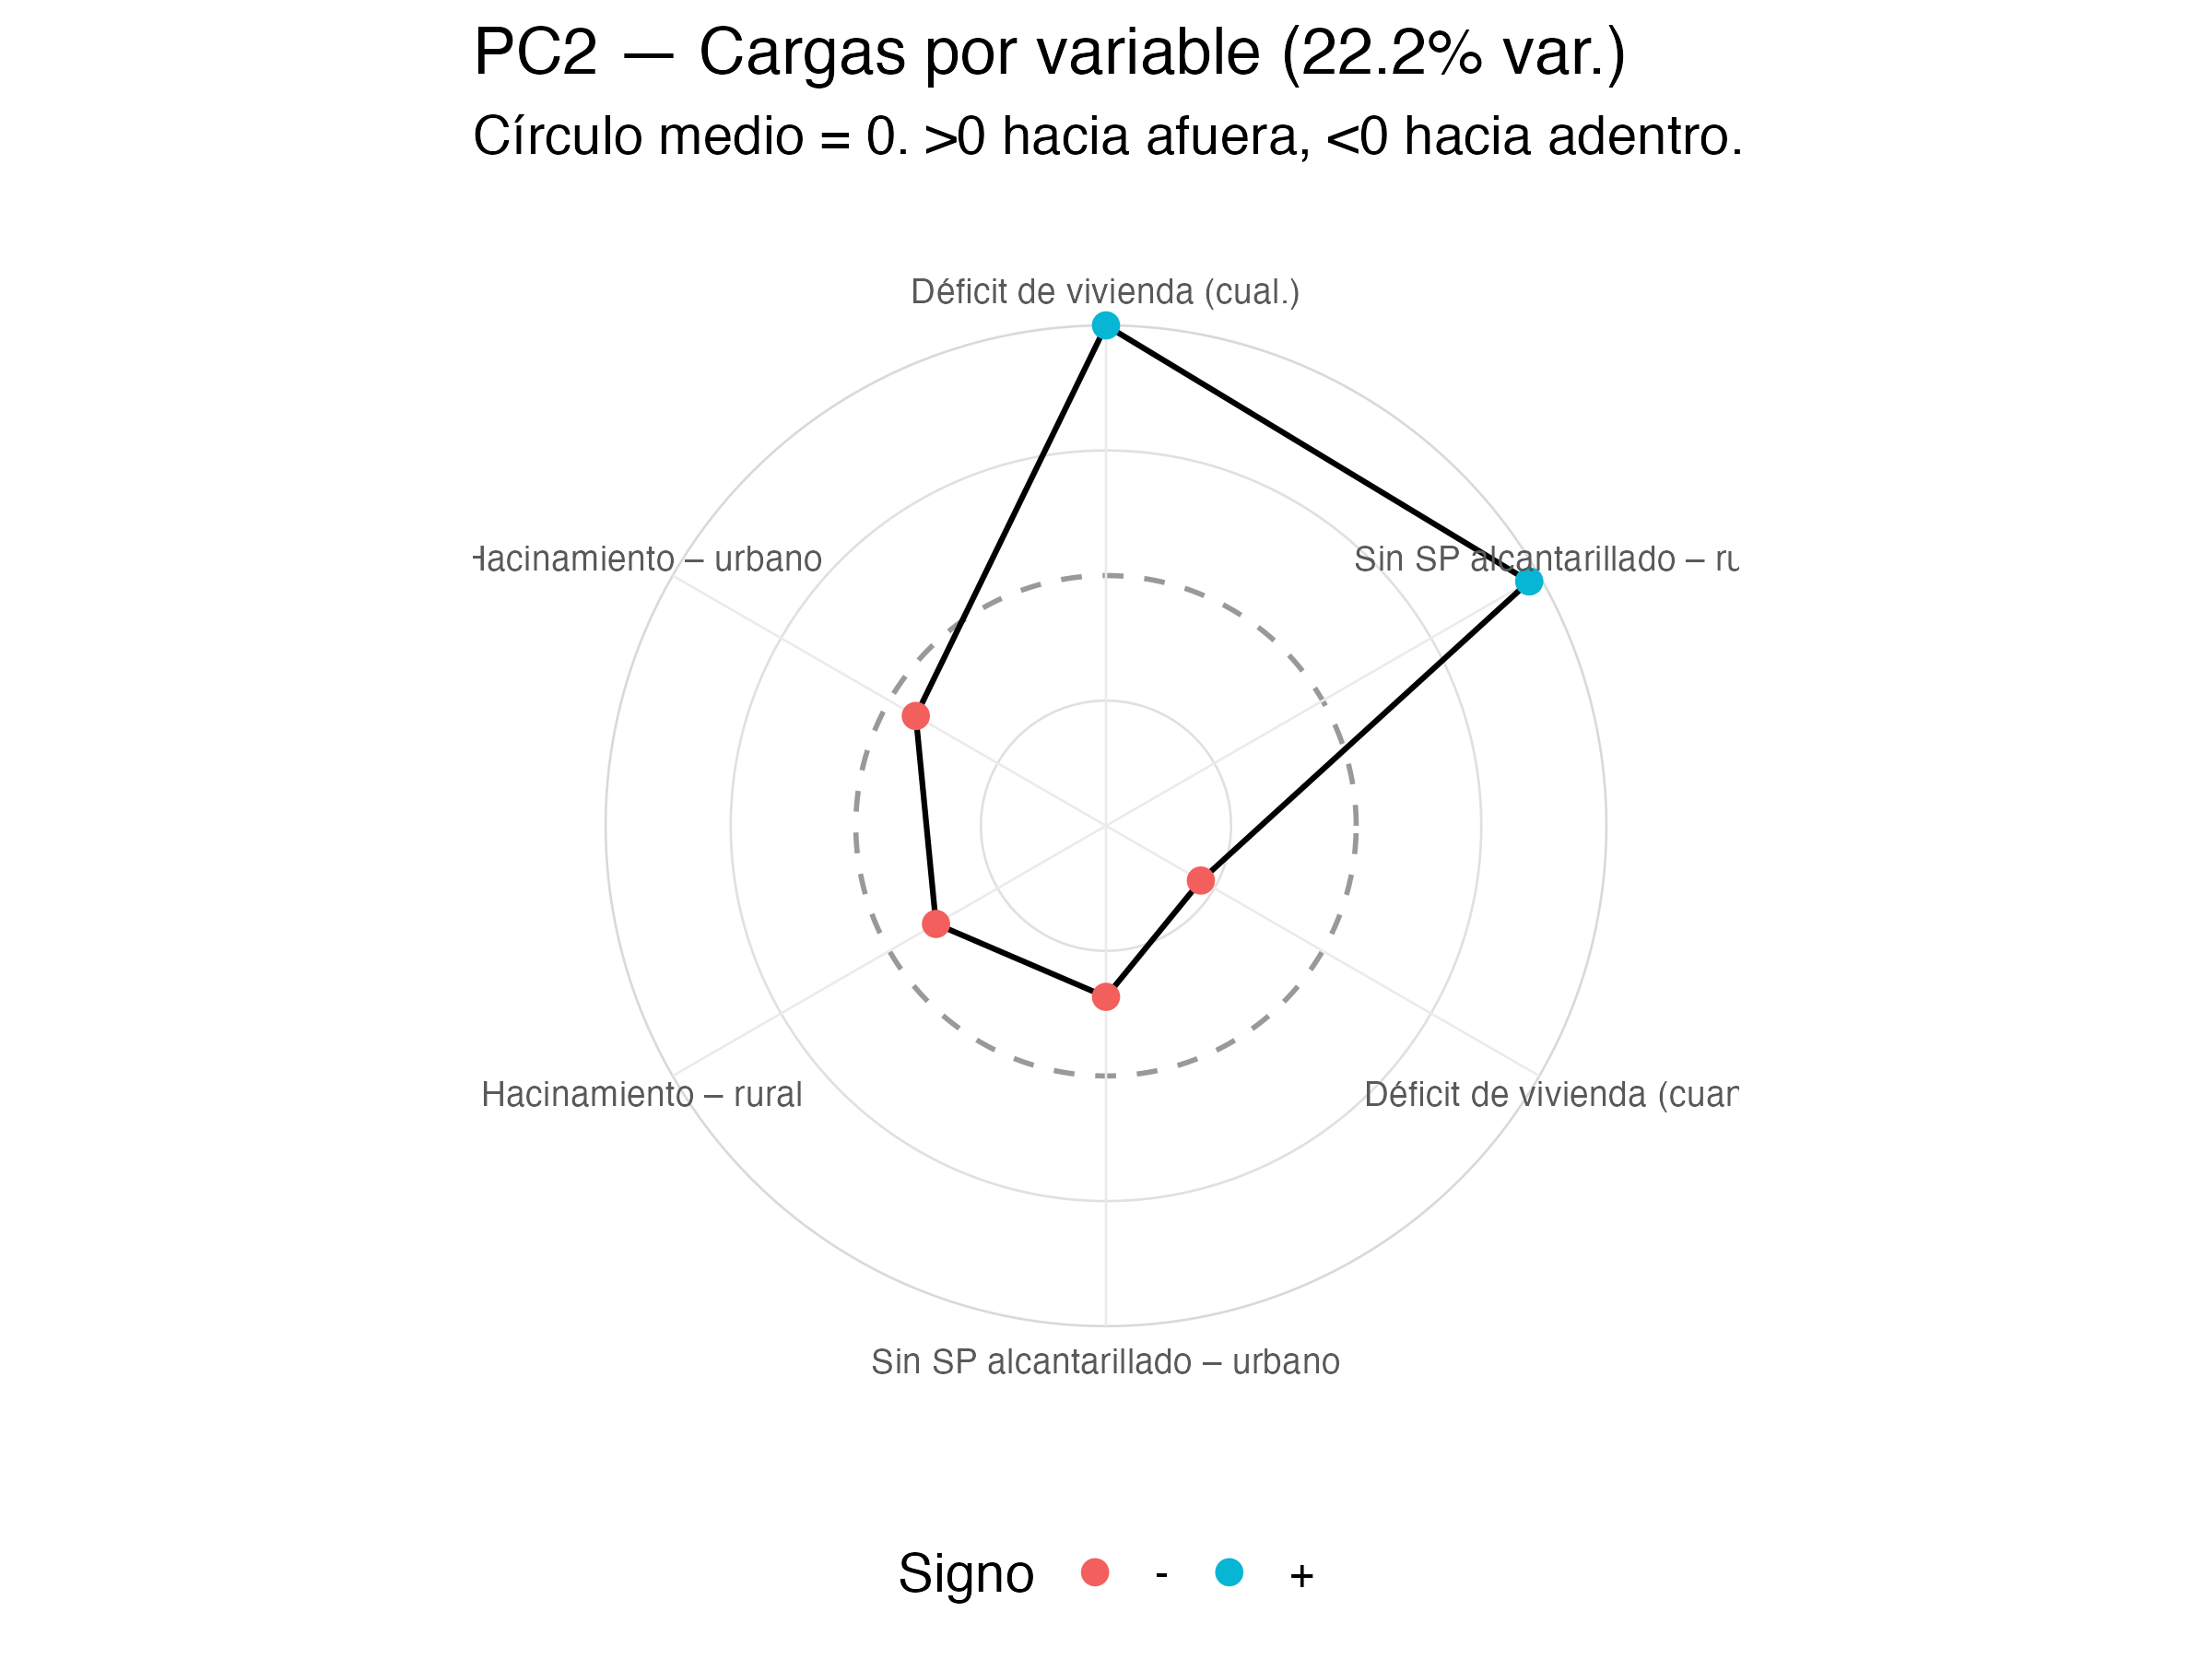 PC2 — Cargas por variable (22.2% var.)
Círculo medio = 0. >0 hacia afuera, <0 hacia adentro.
Déficit de vivienda (cual.)
Hacinamiento – urbano
Sin SP alcantarillado – ru
Hacinamiento – rural
Déficit de vivienda (cuan
Sin SP alcantarillado – urbano
Signo - +